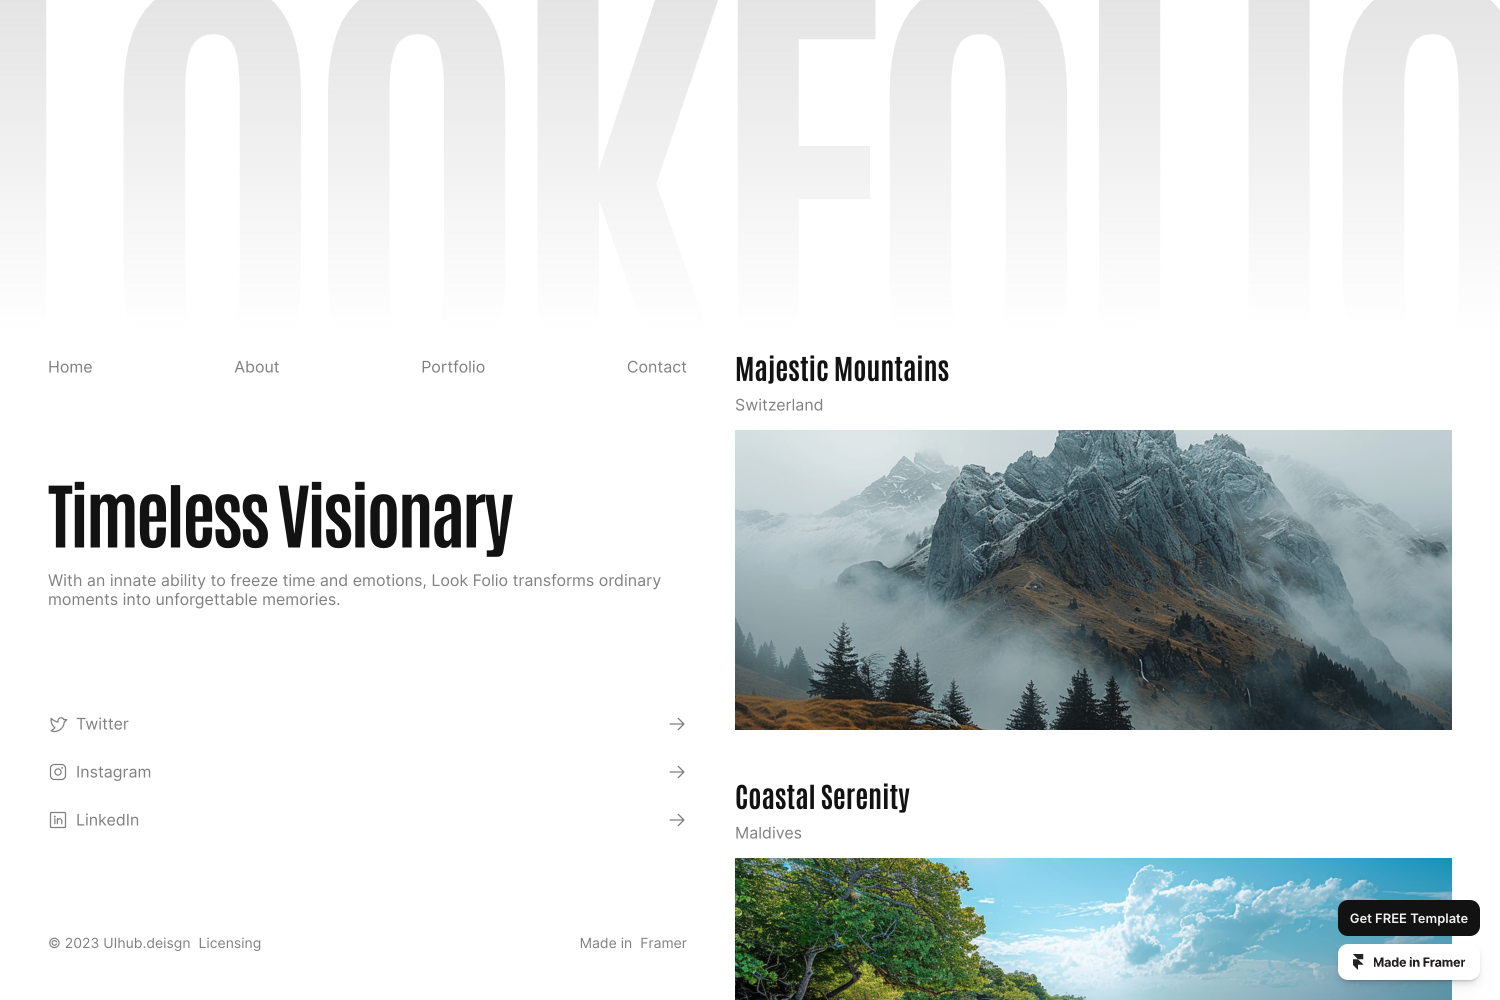 LOOKFOLIO
Home
About
Portfolio
Contact
Timeless Visionary
With an innate ability to freeze time and emotions, Look Folio transforms ordinary
moments into unforgettable memories.
Twitter
Instagram
LinkedIn
© 2023 UIhub.deisgn Licensing
Made in Framer
Majestic Mountains
Switzerland
Coastal Serenity
Maldives
Get FREE Template
Made in Framer